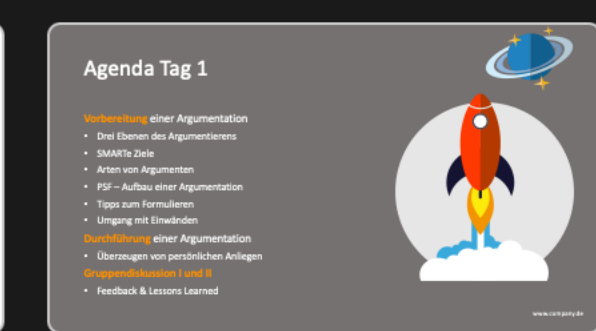 Agenda Tag 1
Vorbereitung einer Argumentation
• Drei Ebenen des Argumentierens
• SMARTe Ziele
• Arten von Argumenten
• PSF – Aufbau einer Argumentation
• Tipps zum Formulieren
• Umgang mit Einwänden
Durchführung einer Argumentation
• Überzeugen von persönlichen Anliegen
Gruppendiskussion I und II
• Feedback & Lessons Learned
www.company.de